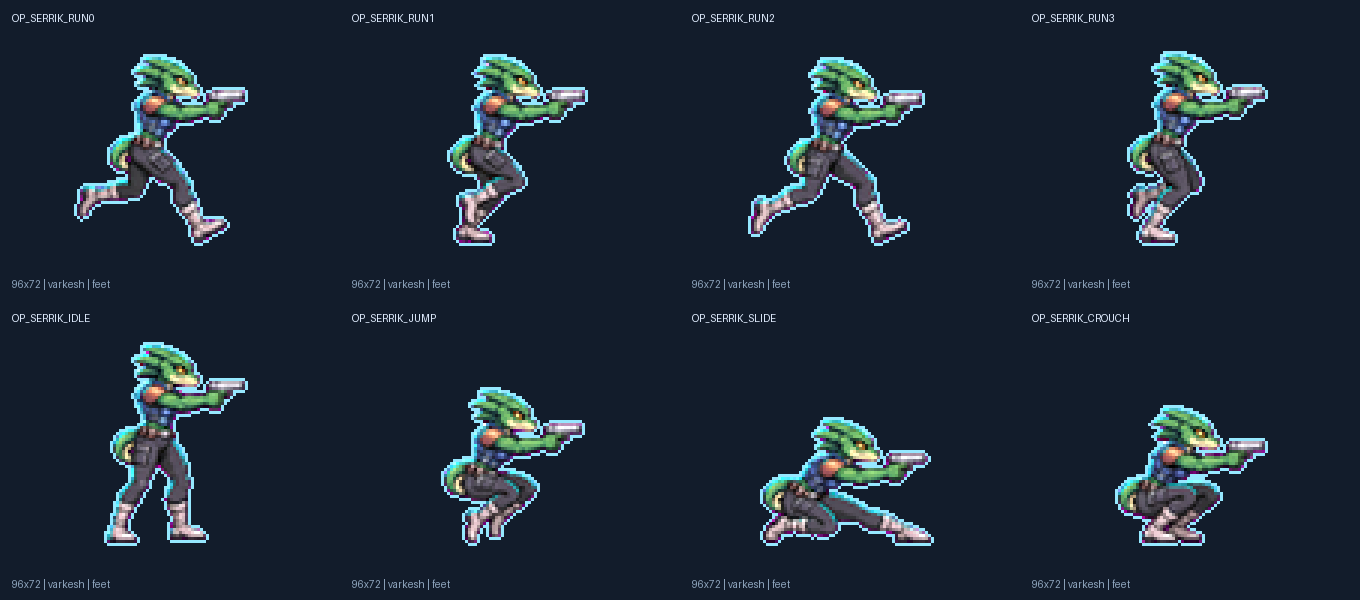 OP_SERRIK_RUN0
OP_SERRIK_RUN1
OP_SERRIK_RUN2
OP_SERRIK_RUN3
96x72 | varkesh | feet
96x72 | varkesh | feet
96x72 | varkesh | feet
96x72 | varkesh | feet
OP_SERRIK_IDLE
OP_SERRIK_JUMP
OP_SERRIK_SLIDE
OP_SERRIK_CROUCH
96x72 | varkesh | feet
96x72 | varkesh | feet
96x72 | varkesh | feet
96x72 | varkesh | feet